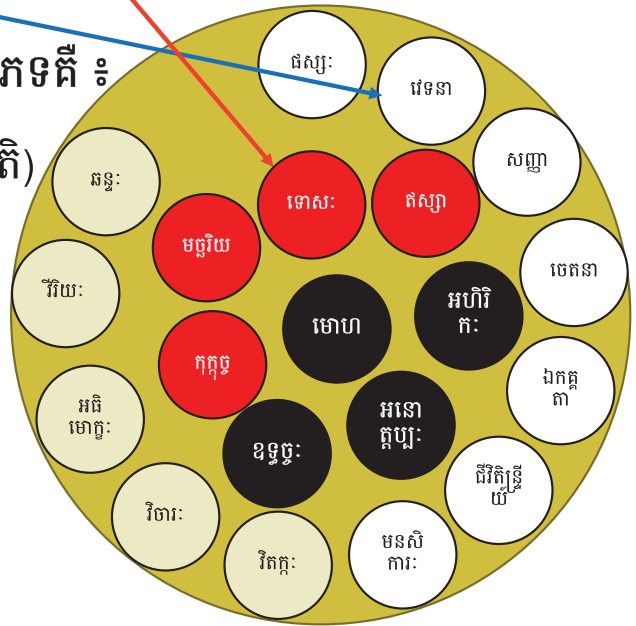 ភេទគឺ ៖
តិ)
ផស្សៈ
វេទនា
សញ្ញា
ចេតនា
ឯកគ្គ
តា
ជីវិតិន្ទ្រី
យ៍
មនសិ
ការៈ
វិតក្កៈ
វិចារៈ
អធិ
មោក្ខៈ
វីរិយៈ
ឆន្ទៈ
ទោសៈ
ឥស្សា
មច្ឆរិយ
កុក្កុច្ច
មោហ
អហិរិ
កៈ
អនោ
ត្តប្បៈ
ឧទ្ធច្ចៈ